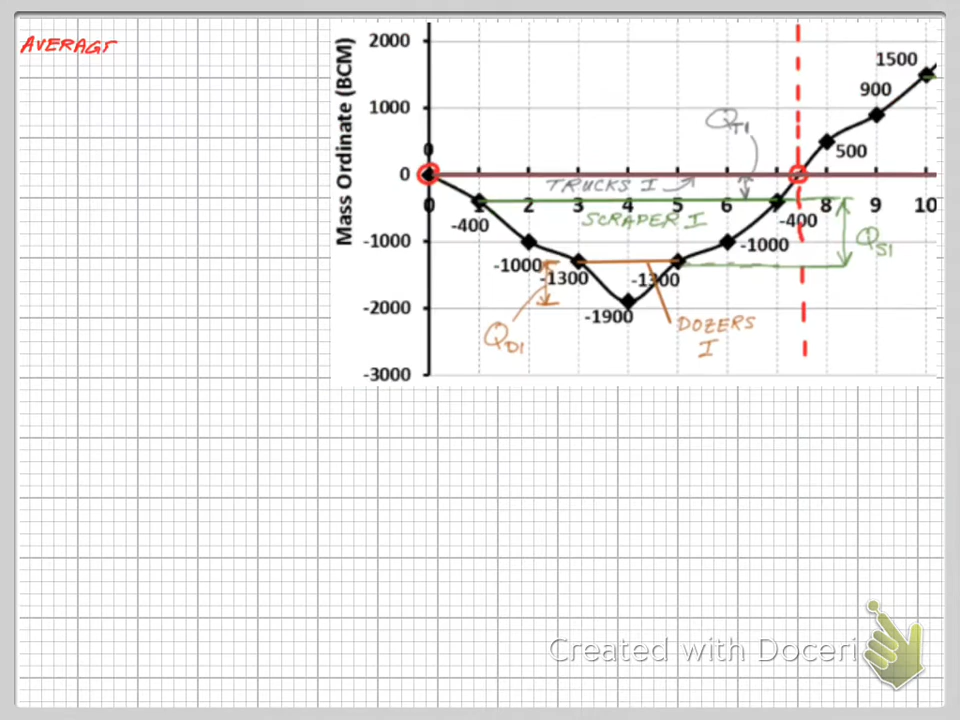 AVERAGE
Mass Ordinate (BCM)
2000
1000
0
-1000
-2000
-3000
0
0 1 2 3 4 5 6 7 8 9 10
-400
-1000
-1300
-1900
-1300
-1000
-400
500
900
1500
QT1
TRUCKS I
SCRAPER I
QS1
QD1
DOZERS
I
Created with Doceri